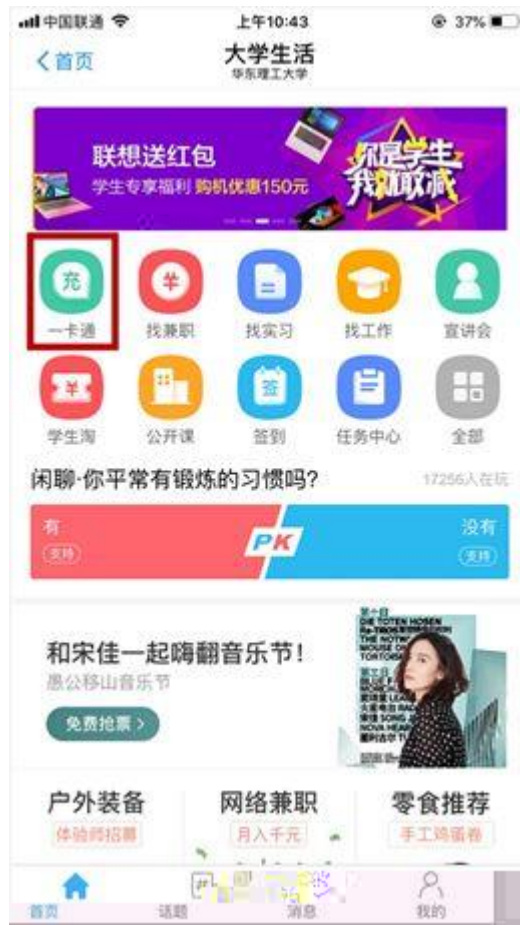 中国联通
上午10:43
37%
首页
大学生活
华东理工大学
联想送红包
学生专享福利 购机优惠150元
你是学生
我就敢减
充
一卡通
找兼职
找实习
找工作
宣讲会
签
学生淘
公开课
签到
任务中心
全部
闲聊·你平常有锻炼的习惯吗?
17256人在玩
有
支持
PK
没有
支持
和宋佳一起嗨翻音乐节!
愚公移山音乐节
免费抢票
DIE TOTEN HOSEN
户外装备
网络兼职
零食推荐
体验师招募
月入千元
手工鸡蛋卷
首页
话题
消息
我的